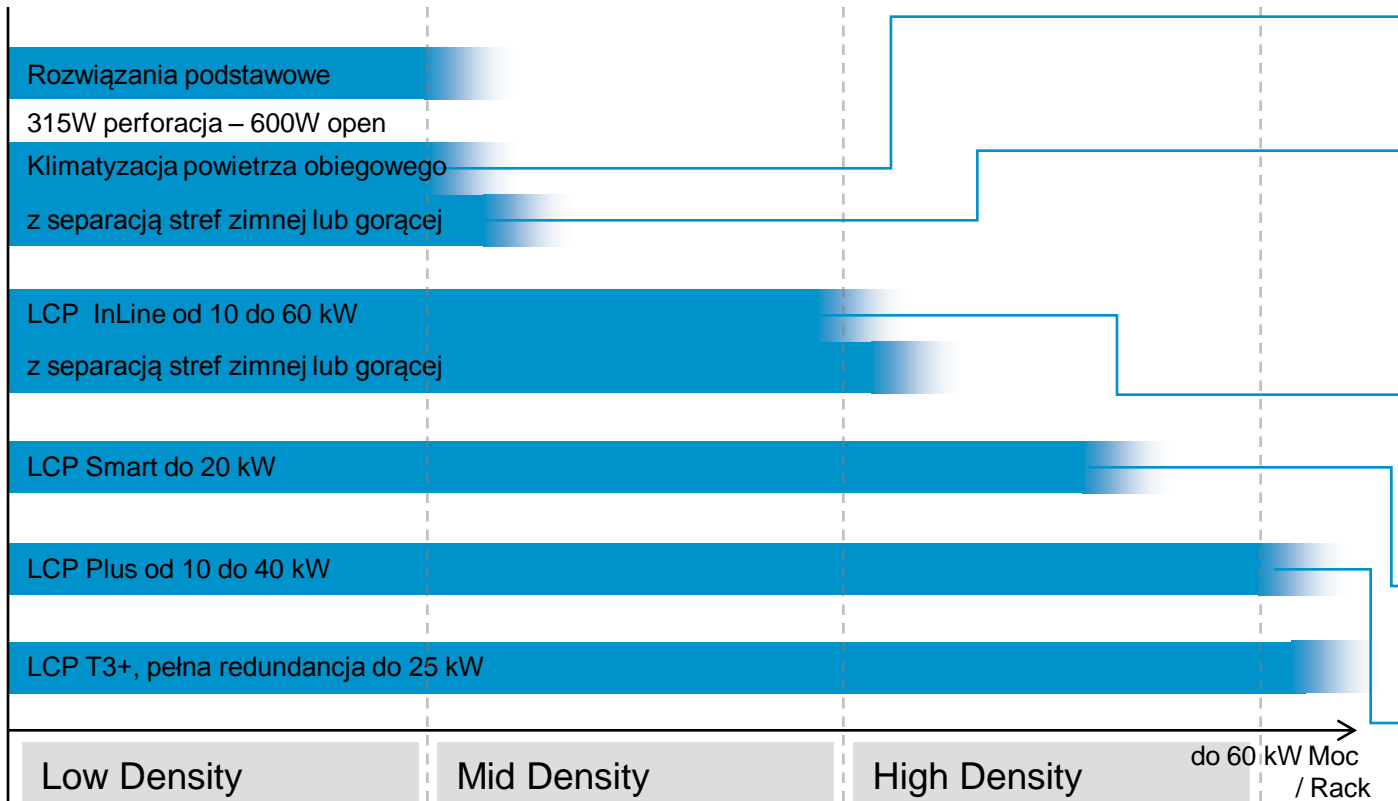 Rozwiązania podstawowe
315W perforacja – 600W open
Klimatyzacja powietrza obiegowego
z separacją stref zimnej lub gorącej
LCP InLine od 10 do 60 kW
z separacją stref zimnej lub gorącej
LCP Smart do 20 kW
LCP Plus od 10 do 40 kW
LCP T3+, pełna redundancja do 25 kW
Low Density
Mid Density
High Density
do 60 kW Moc
/ Rack